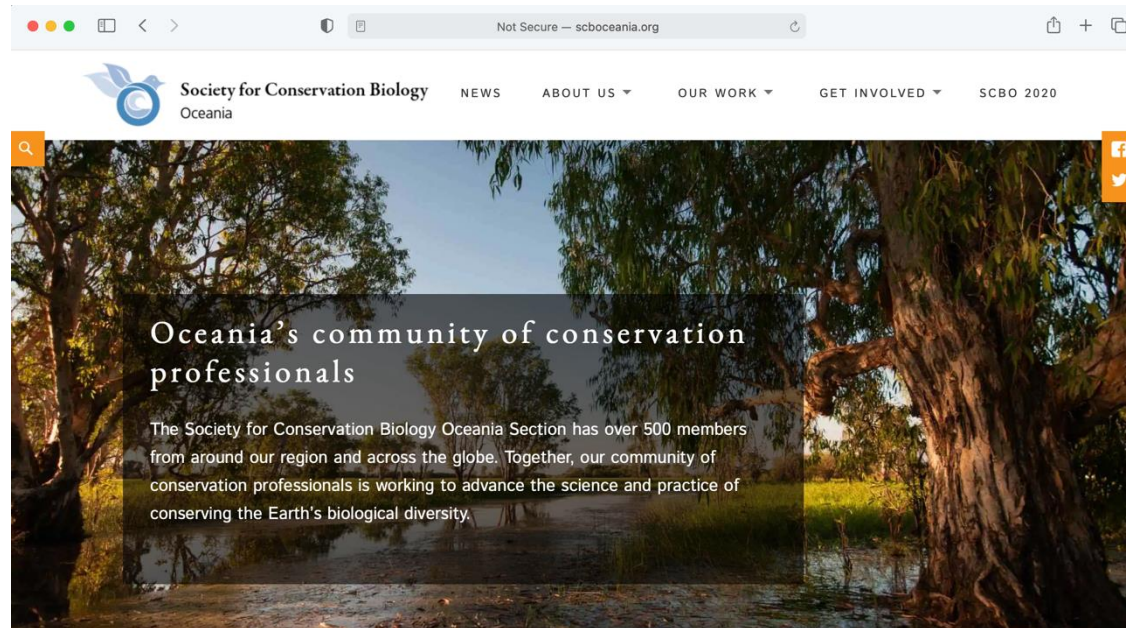 Not Secure — scboceania.org
Society for Conservation Biology
Oceania
NEWS
ABOUT US
OUR WORK
GET INVOLVED
SCBO 2020
Oceania’s community of conservation
professionals
The Society for Conservation Biology Oceania Section has over 500 members
from around our region and across the globe. Together, our community of
conservation professionals is working to advance the science and practice of
conserving the Earth’s biological diversity.